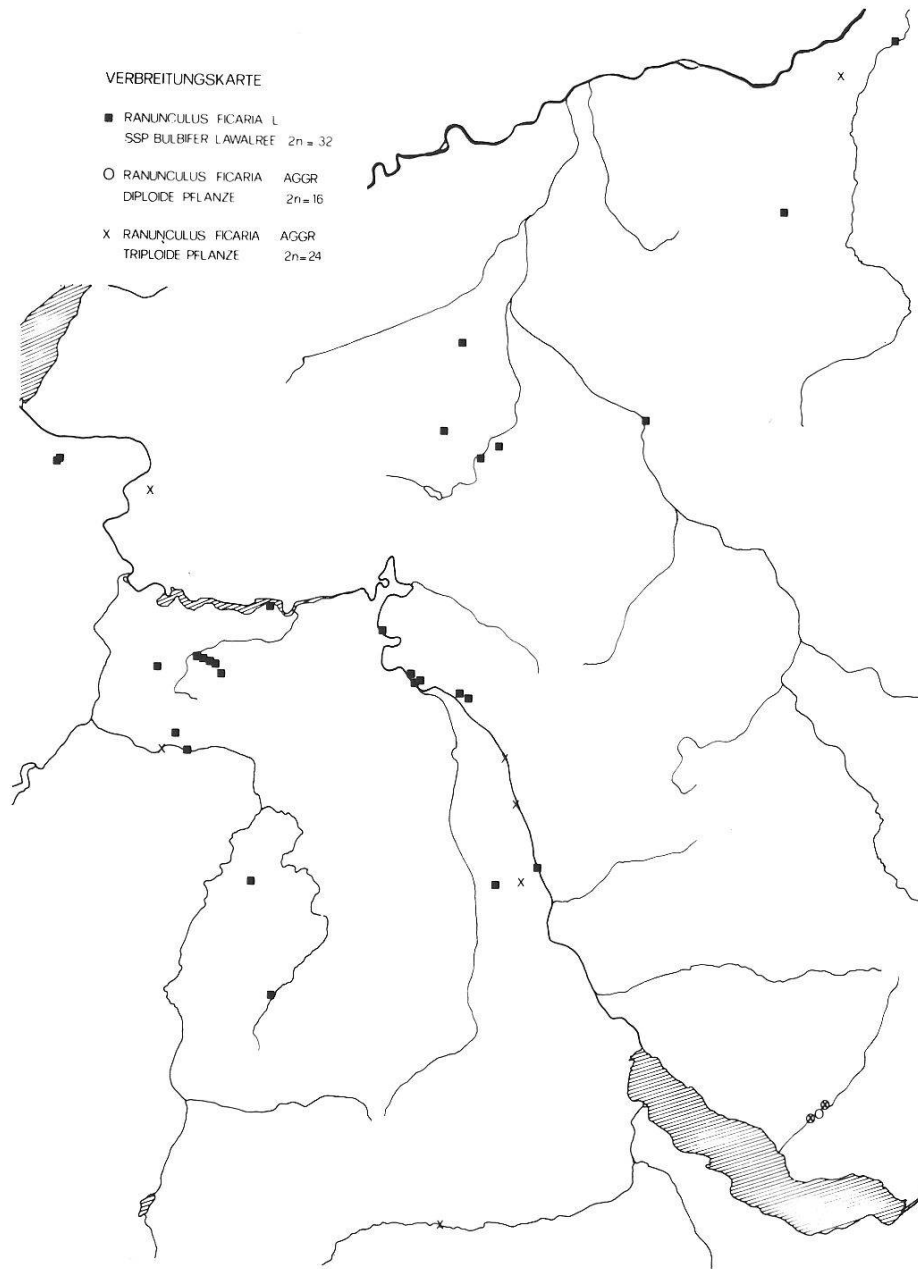 VERBREITUNGSKARTE
■ RANUNCULUS FICARIA L
SSP BULBIFER LAWALREE 2n = 32
O RANUNCULUS FICARIA AGGR
DIPLOIDE PFLANZE 2n = 16
X RANUNCULUS FICARIA AGGR
TRIPLOIDE PFLANZE 2n = 24